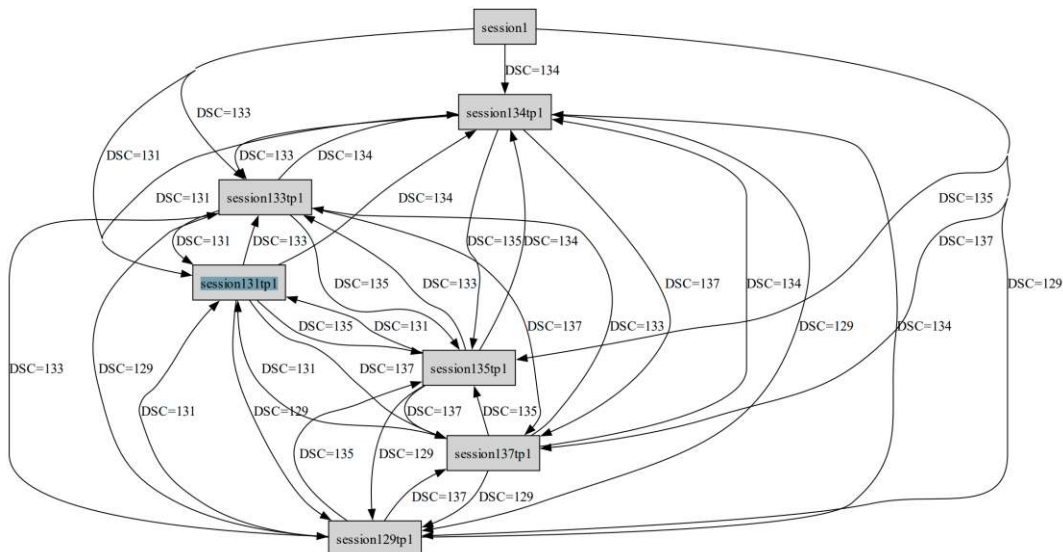 session1
DSC=134
DSC=133
session134tp1
DSC=131
DSC=133
DSC=134
DSC=131
DSC=134
DSC=135
session133tp1
DSC=131
DSC=133
DSC=135
DSC=134
DSC=137
session131tp1
DSC=135
DSC=133
DSC=137
DSC=134
DSC=129
DSC=135
DSC=131
DSC=137
DSC=133
DSC=129
DSC=134
DSC=133
DSC=129
DSC=131
DSC=137
session135tp1
DSC=131
DSC=129
DSC=137
DSC=135
DSC=135
DSC=129
session137tp1
DSC=137
DSC=129
session129tp1